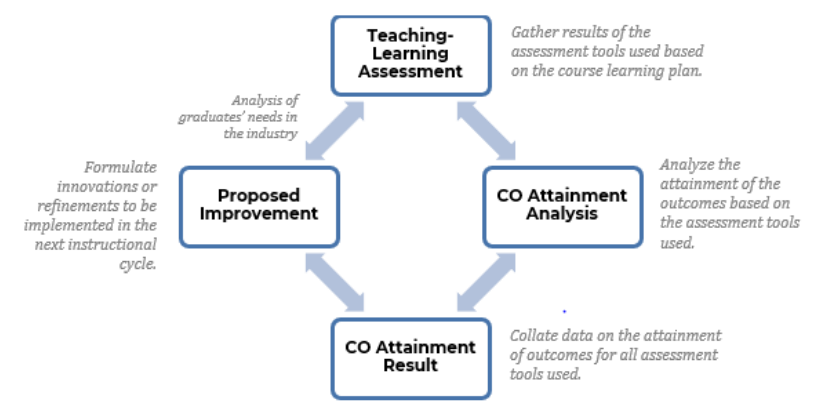 Teaching-
Learning
Assessment
Gather results of the
assessment tools used based
on the course learning plan.
Analysis of
graduates' needs in
the industry
Formulate
innovations or
refinements to be
implemented in the
next instructional
cycle.
Proposed
Improvement
CO Attainment
Analysis
Analyze the
attainment of the
outcomes based on
the assessment tools
used.
CO Attainment
Result
Collate data on the attainment
of outcomes for all assessment
tools used.